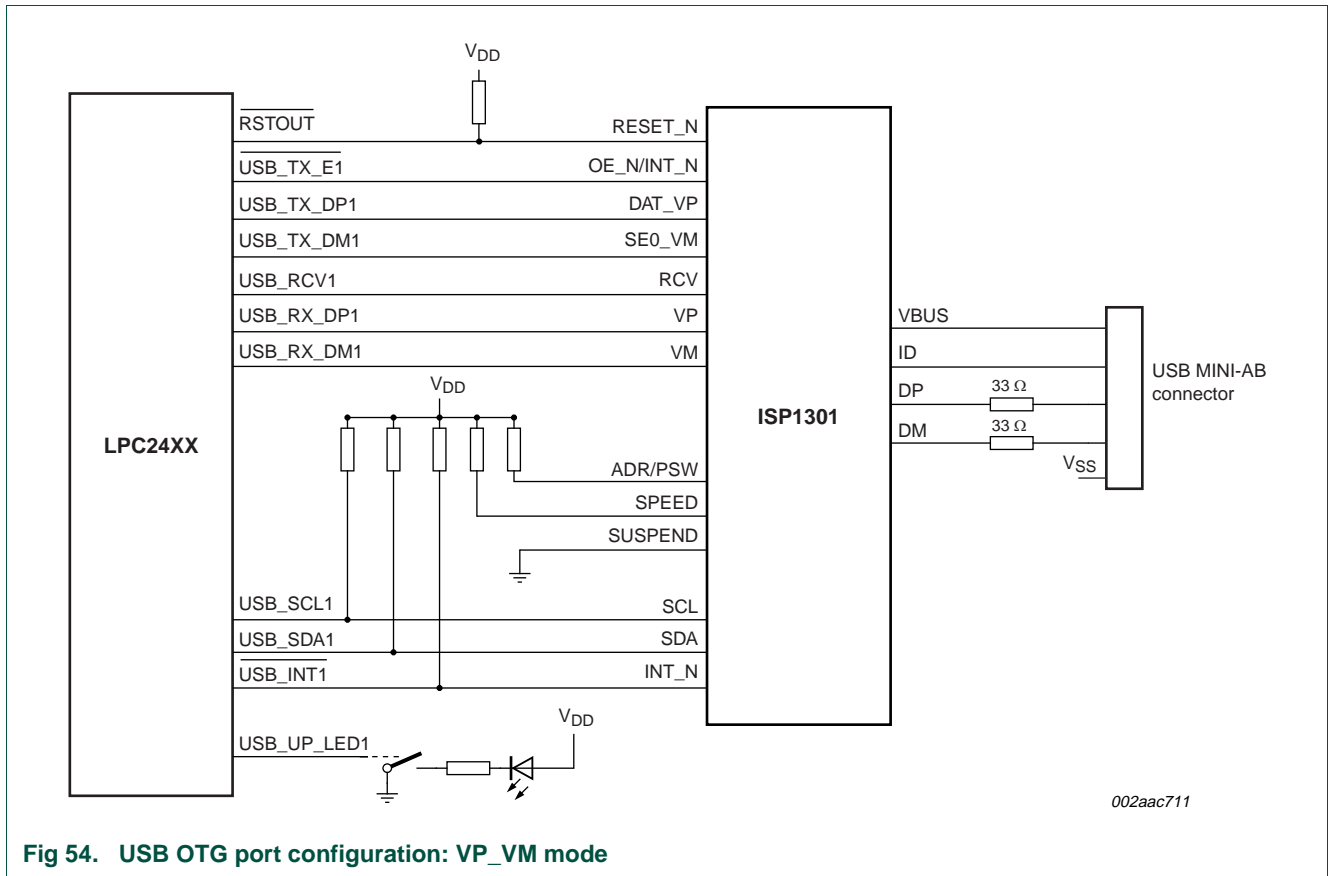 VDD
RSTOUT RESET_N
USB_TX_E1 OE_N/INT_N
USB_TX_DP1 DAT_VP
USB_TX_DM1 SE0_VM
USB_RCV1 RCV
USB_RX_DP1 VP
USB_RX_DM1 VM
VBUS
ID
DP 33 Ω
DM 33 Ω
VSS
USB MINI-AB
connector
LPC24XX
ISP1301
VDD
ADR/PSW
SPEED
SUSPEND
USB_SCL1 SCL
USB_SDA1 SDA
USB_INT1 INT_N
USB_UP_LED1
VDD
002aac711
Fig 54. USB OTG port configuration: VP_VM mode